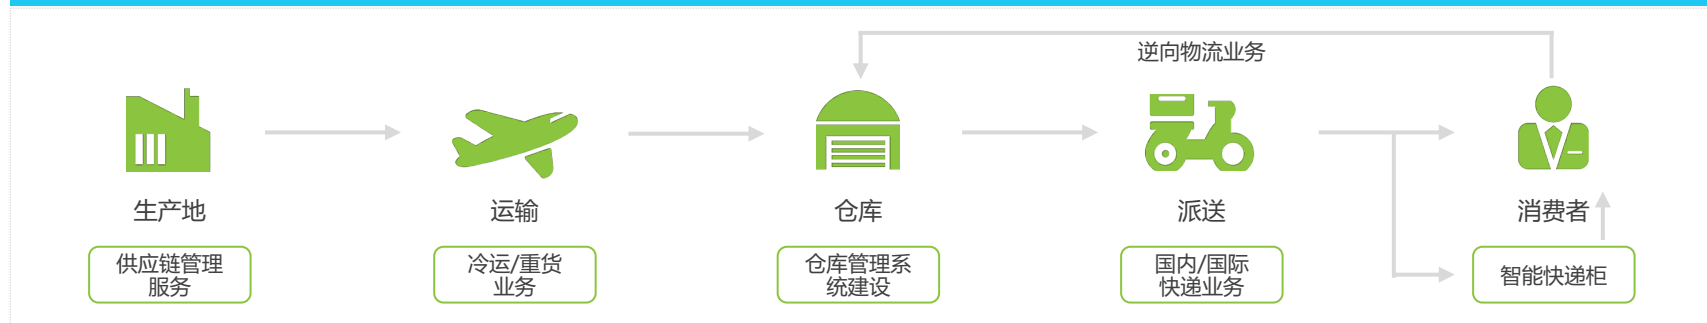 逆向物流业务
生产地
运输
仓库
派送
消费者
供应链管理
服务
冷运/重货
业务
仓库管理系
统建设
国内/国际
快递业务
智能快递柜